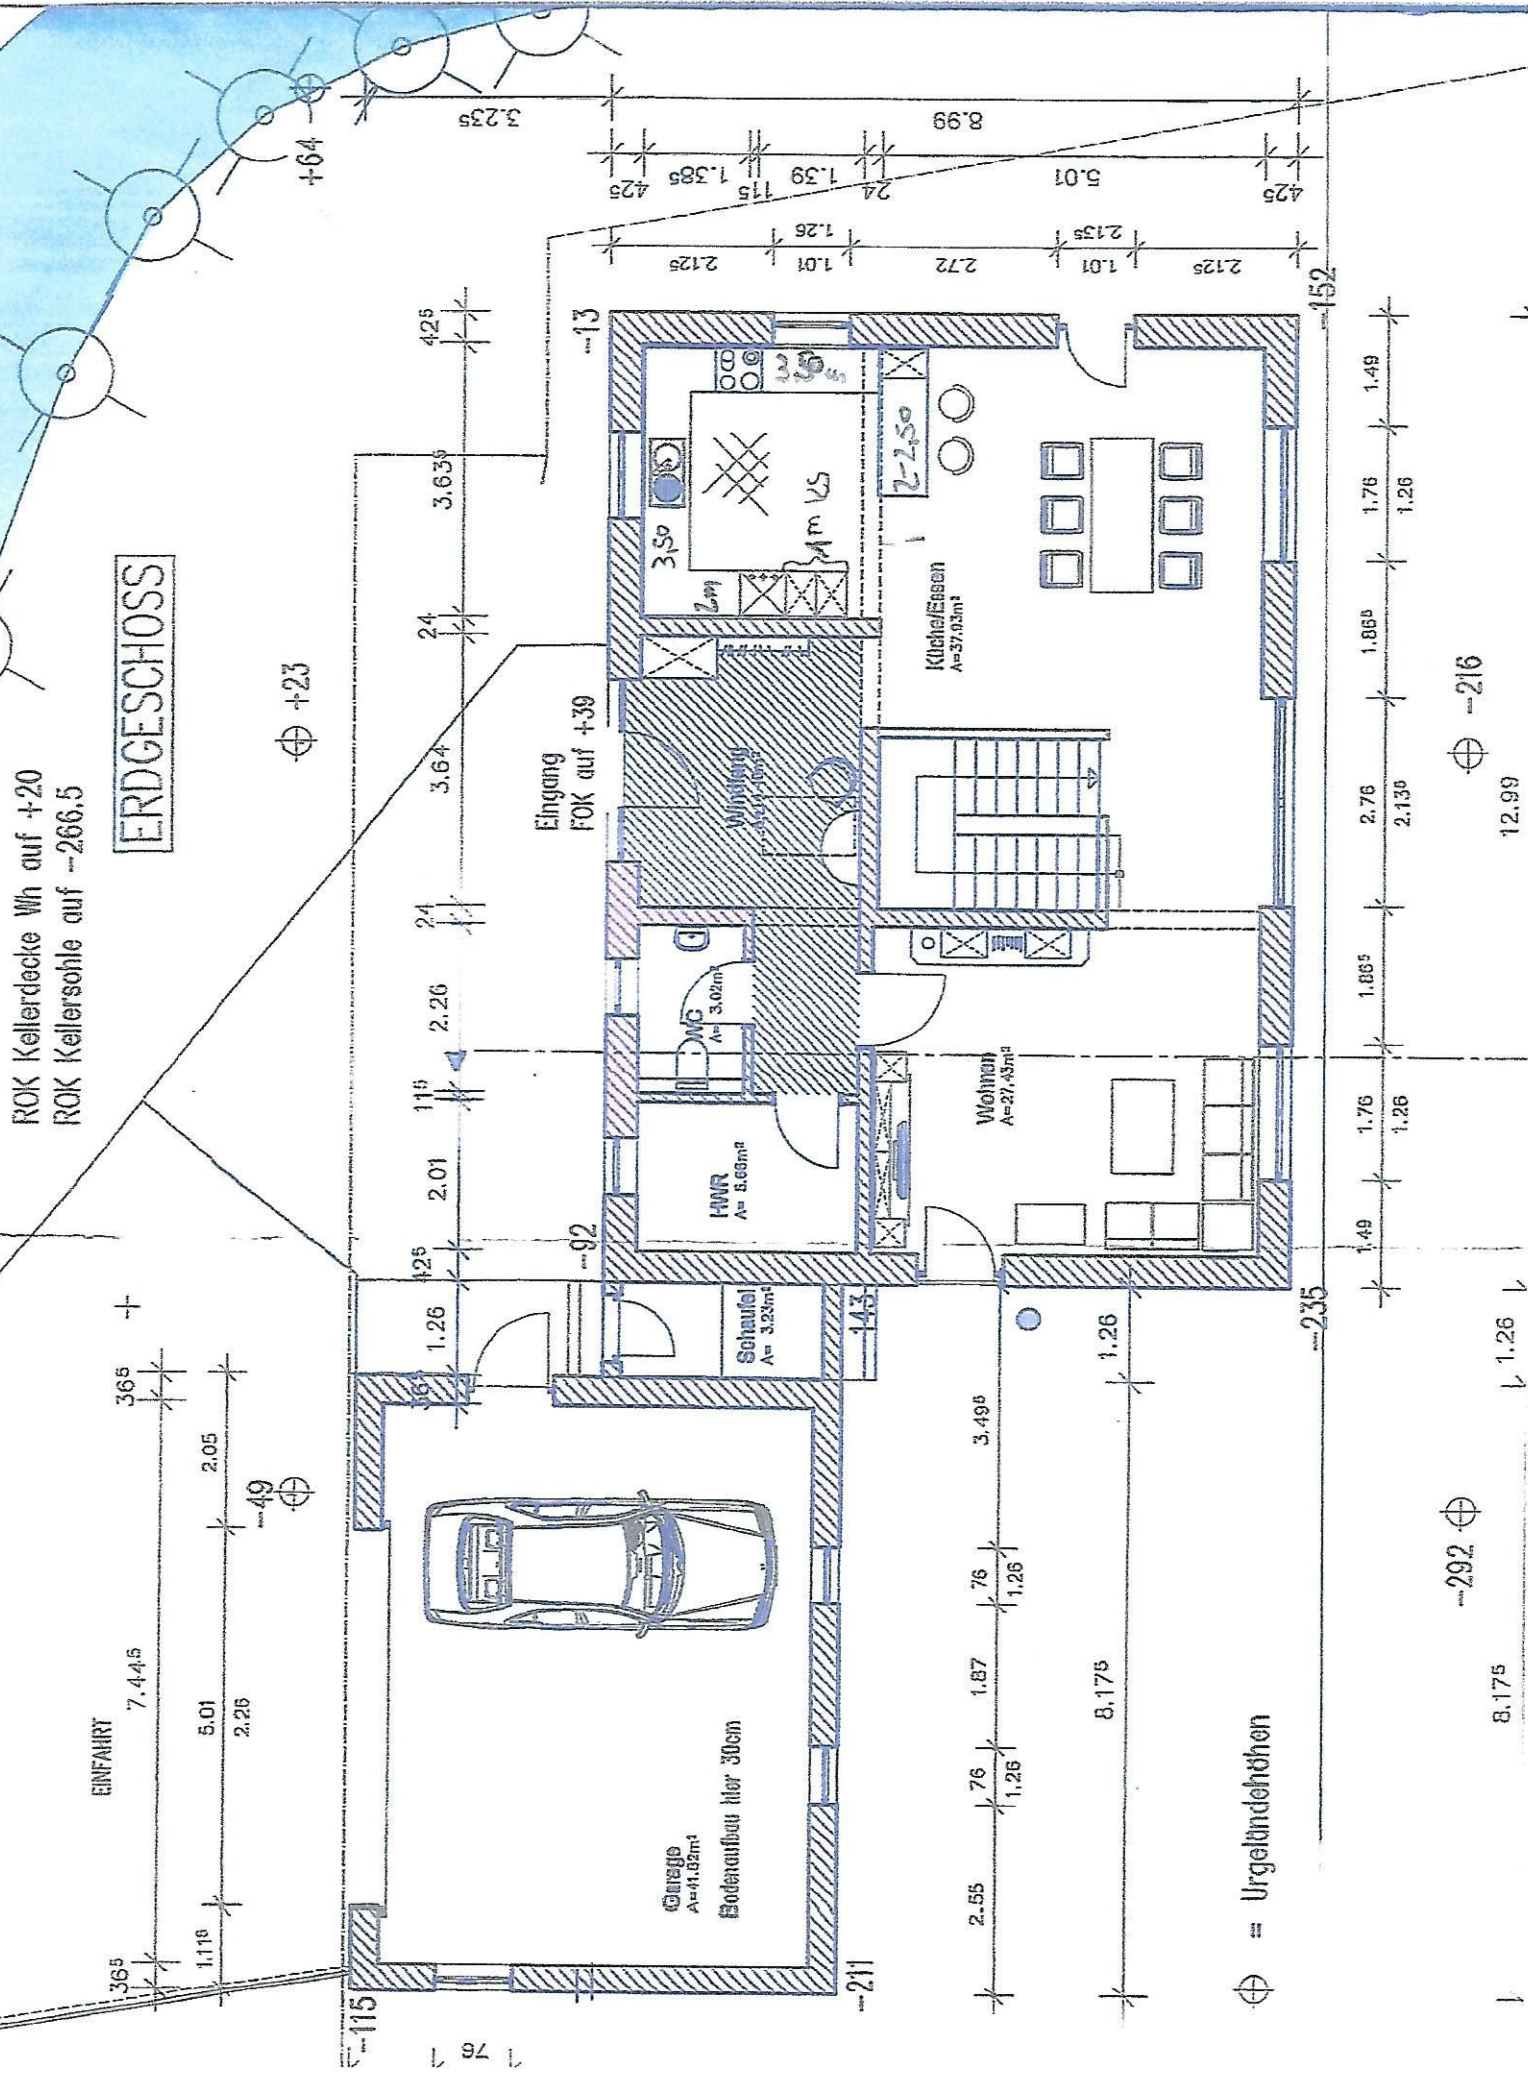 ROK Kellerdecke Wh auf +20
ROK Kellersohle auf -266.5
ERDGESCHOSS
+64
+23
-49
EINFAHRT
36⁵
7.44⁵
36⁵
1.11⁵
5.01
2.26
2.05
36⁵
1.26
42⁵
2.01
11⁵
2.26
24
3.64
24
3.63⁵
42⁵
3.23⁵
8.99
42⁵
1.38⁵
11⁵
1.39
24
5.01
42⁵
2.12⁵
1.01
1.26
2.72
1.01
2.13⁵
2.12⁵
-13
-152
-92
-115
-211
-235
143
76
Eingang
FOK auf +39
Windfang
WC
A= 3.02m²
HWR
A= 5.66m²
Schaufel
A= 3.23m²
Wohnen
A=27.43m²
Küche/Essen
A=37.93m²
3,50
3.50 m
2m
1m KS
2-2,50
Garage
A=41.62m²
Bodenaufbau hier 30cm
2.55
76
1.26
1.87
76
1.26
3.49⁵
8.17⁵
1.26
1.49
1.76
1.26
1.86⁵
2.76
2.13⁵
1.86⁵
1.76
1.26
1.49
= Urgeländehöhen
-292
-216
8.17⁵
1.26
12.99